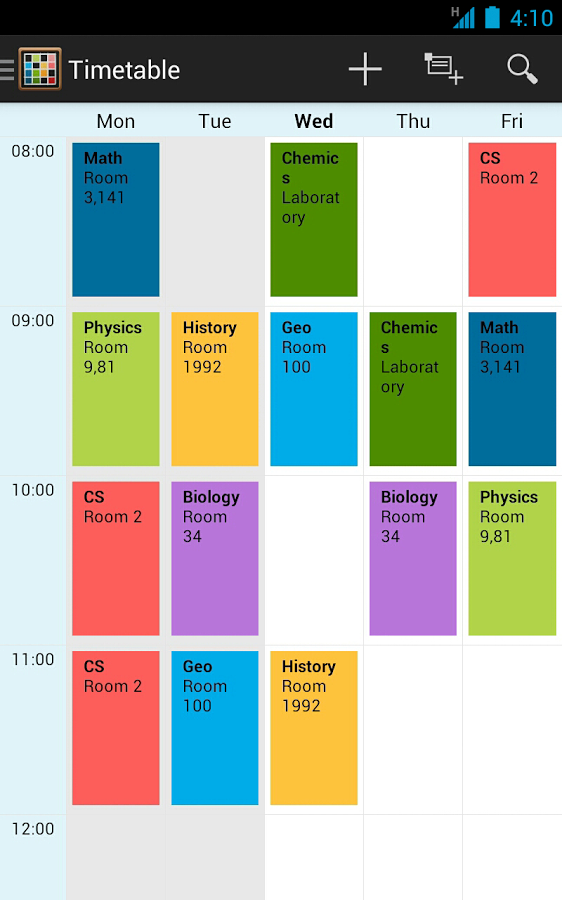 H 4:10
Timetable
Mon Tue Wed Thu Fri
08:00
Math
Room
3,141
Chemic
s
Laborat
ory
CS
Room 2
09:00
Physics
Room
9,81
History
Room
1992
Geo
Room
100
Chemic
s
Laborat
ory
Math
Room
3,141
10:00
CS
Room 2
Biology
Room
34
Biology
Room
34
Physics
Room
9,81
11:00
CS
Room 2
Geo
Room
100
History
Room
1992
12:00